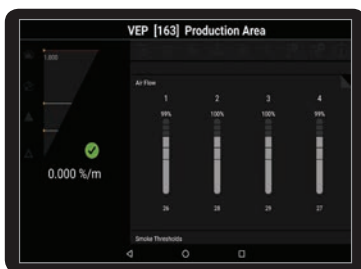 VEP [163] Production Area
1.800
Air Flow
1 2 3 4
99% 100% 100% 99%
0.000 %/m
26 28 29 27
Smoke Thresholds